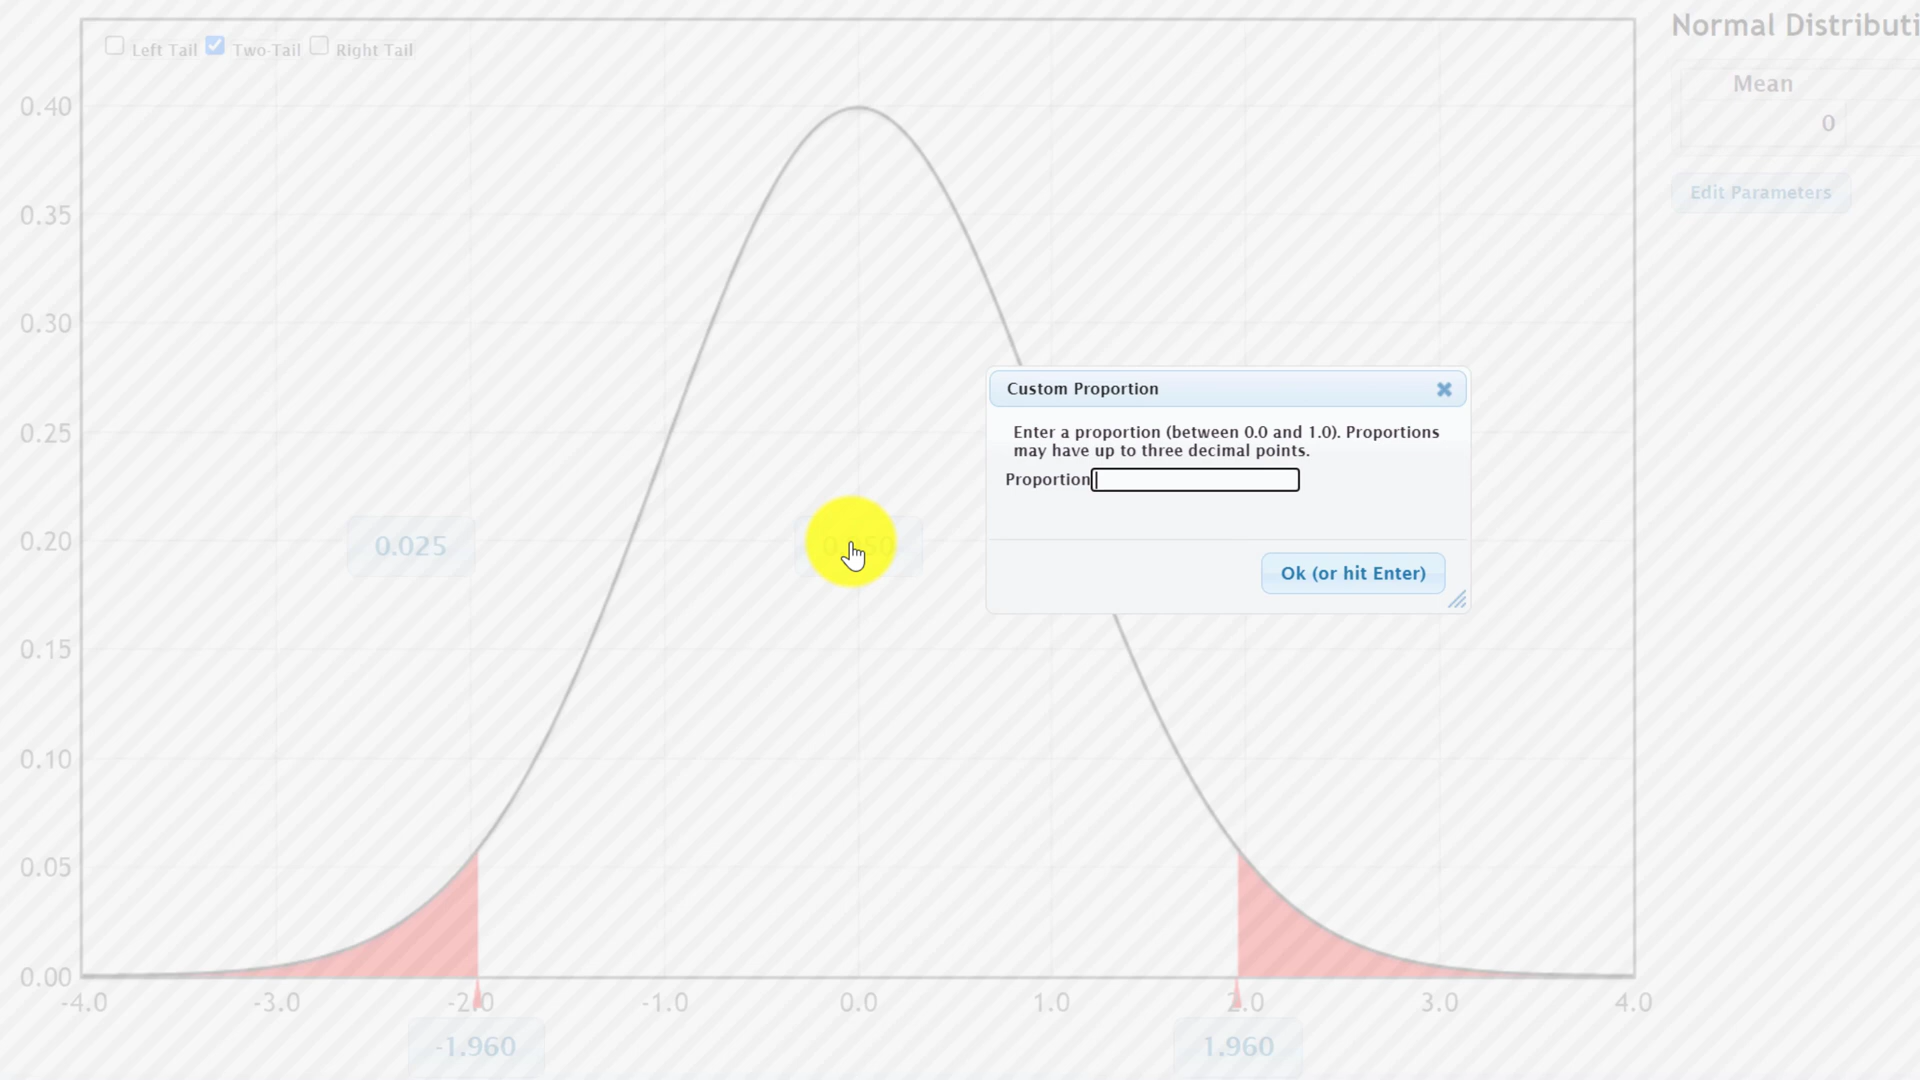 Normal Distributi
Left Tail Two-Tail Right Tail
Mean
0
Edit Parameters
0.40
0.35
0.30
0.25
0.20
0.15
0.10
0.05
0.00
Custom Proportion
Enter a proportion (between 0.0 and 1.0). Proportions
may have up to three decimal points.
Proportion
Ok (or hit Enter)
0.025
-4.0 -3.0 -1.0 0.0 1.0 2.0 3.0 4.0
-1.960 1.960